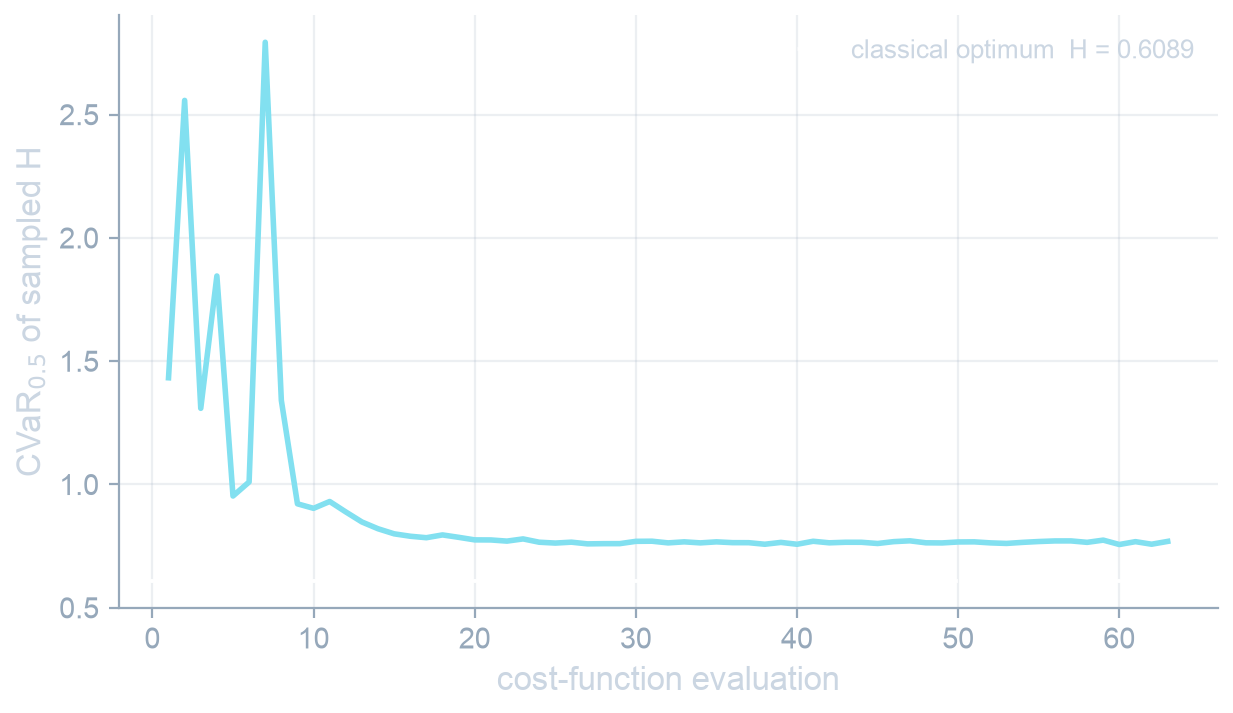 classical optimum  H = 0.6089
CVaR0.5 of sampled H
2.5
2.0
1.5
1.0
0.5
0 10 20 30 40 50 60
cost-function evaluation